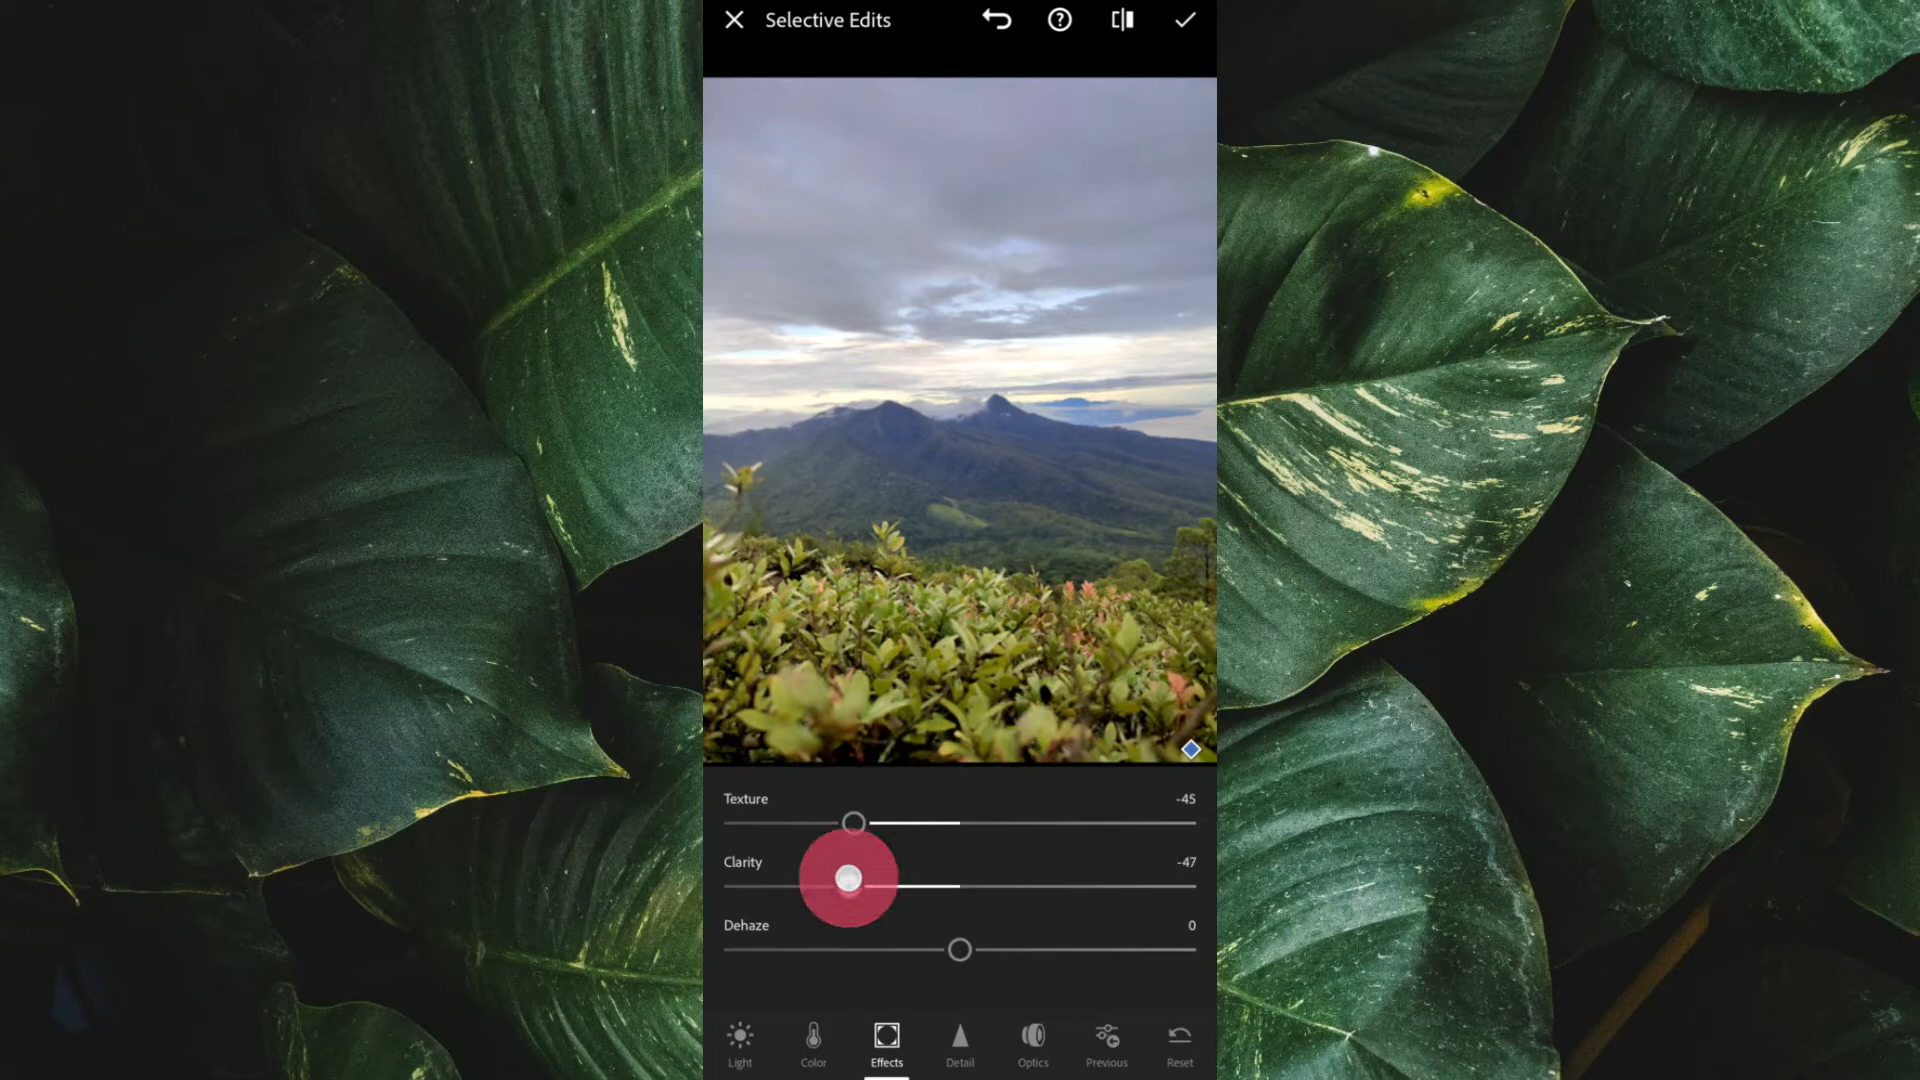 Selective Edits
Texture -45
Clarity -47
Dehaze 0
Light Color Effects Detail Optics Previous Reset